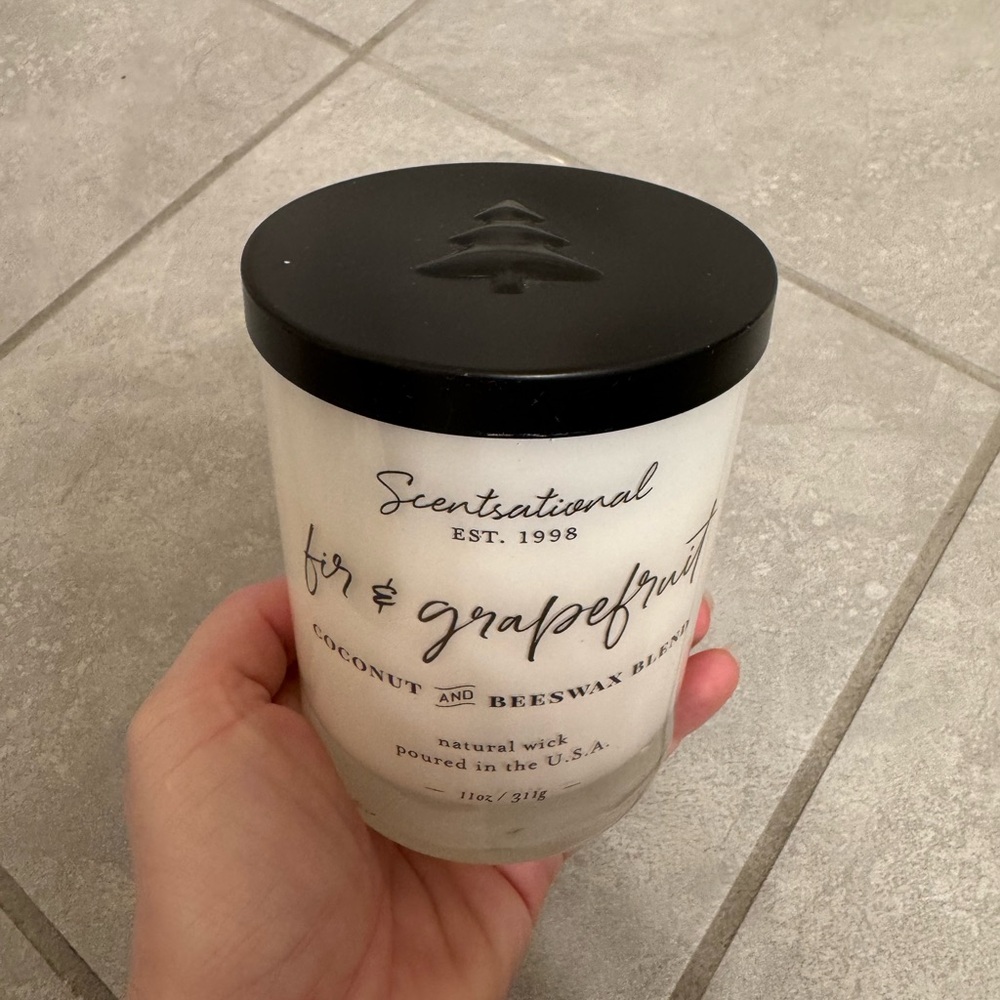 Scentsational
EST. 1998
fir & grapefruit
COCONUT AND BEESWAX BLEND
natural wick
poured in the U.S.A.
— 11oz / 311g —